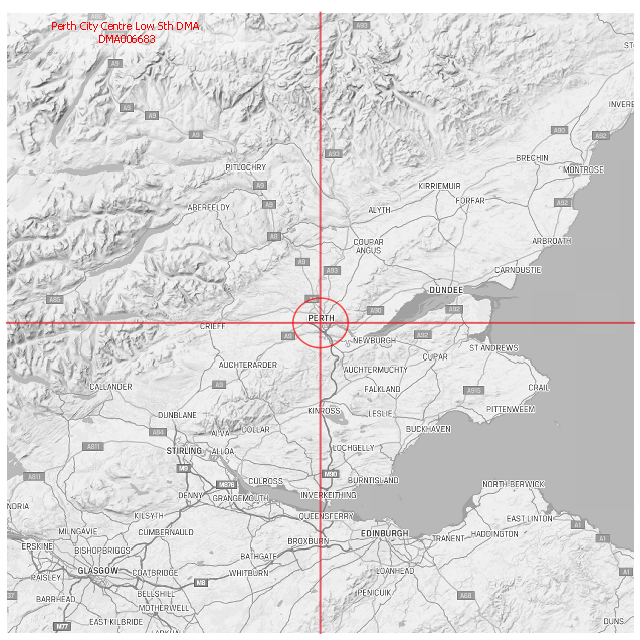 Perth City Centre Low Sth DMA
DMA006683
A93
A9
A9
A9
INVERE
A90
A92
A9
A93
BRECHIN
MONTROSE
PITLOCHRY
A9
KIRRIEMUIR
FORFAR
A9
A92
ABERFELDY
ALYTH
A9
COUPAR
ANGUS
ARBROATH
A9
A93
CARNOUSTIE
DUNDEE
A85
A90
A92
PERTH
CRIEFF
A9
A92
NEWBURGH
ST ANDREWS
CUPAR
AUCHTERARDER
AUCHTERMUCHTY
CALLANDER
A9
FALKLAND
A915
CRAIL
DUNBLANE
KINROSS
LESLIE
PITTENWEEM
A84
ALVA
DOLLAR
BUCKHAVEN
A811
STIRLING
ALLOA
LOCHGELLY
M9
A811
M90
M876
CULROSS
BURNTISLAND
NORTH BERWICK
DENNY
GRANGEMOUTH
INVERKEITHING
NDRIA
KILSYTH
QUEENSFERRY
EAST LINTON
A1
MILNGAVIE
CUMBERNAULD
EDINBURGH
HADDINGTON
TRANENT
A1
ERSKINE
BISHOPBRIGGS
BROXBURN
BATHGATE
GLASGOW
COATBRIDGE
WHITBURN
LOANHEAD
A1
PAISLEY
M8
BARRHEAD
BELLSHILL
PENICUIK
A68
MOTHERWELL
EAST KILBRIDE
DUNS
M77